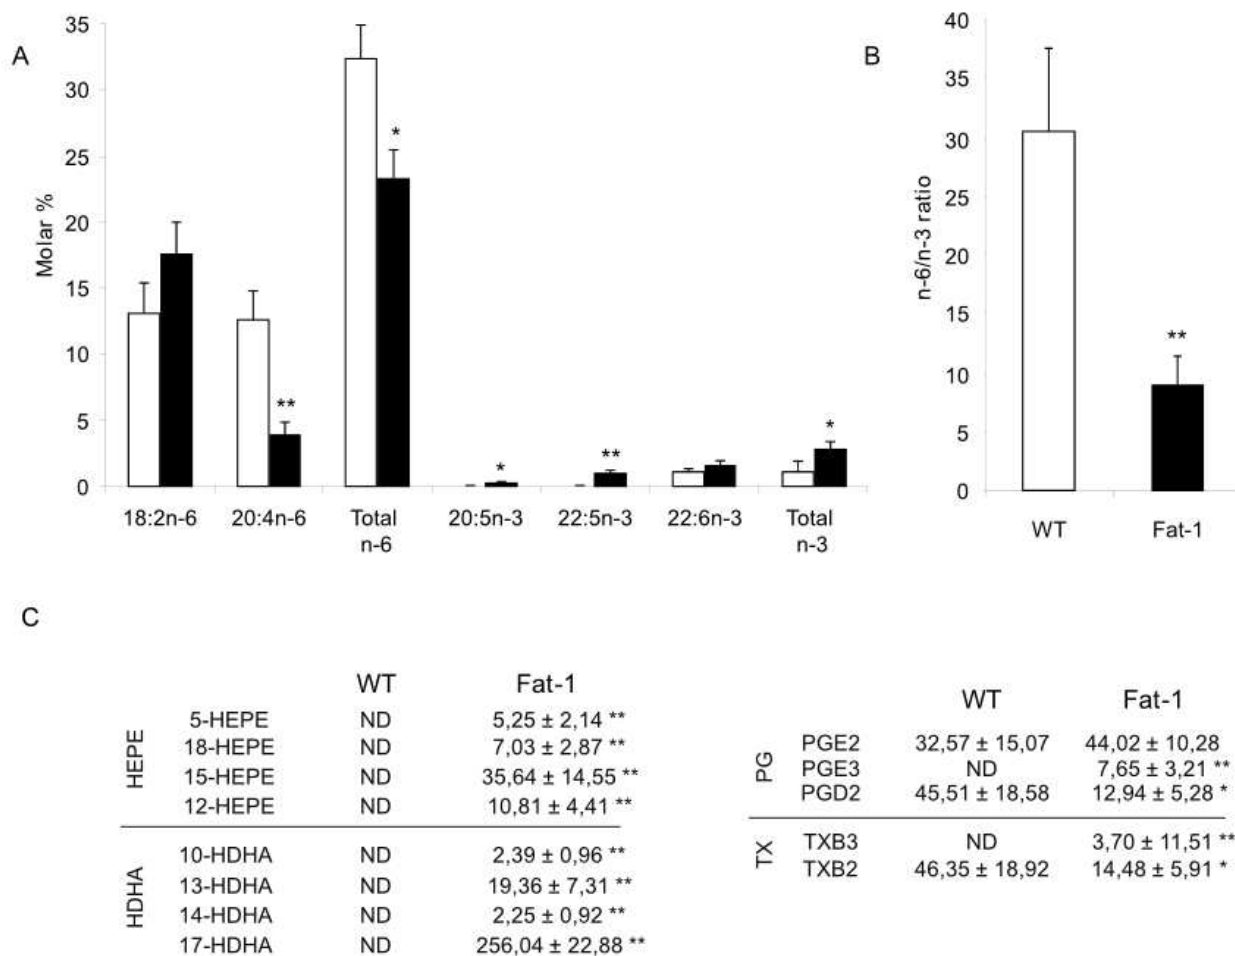 A
Molar %
35
30
25
20
15
10
5
0
*
**
*
**
*
18:2n-6 20:4n-6 Total n-6 20:5n-3 22:5n-3 22:6n-3 Total n-3
B
n-6/n-3 ratio
40
35
30
25
20
15
10
5
0
**
WT Fat-1
C
WT Fat-1
HEPE
5-HEPE ND 5,25 ± 2,14 **
18-HEPE ND 7,03 ± 2,87 **
15-HEPE ND 35,64 ± 14,55 **
12-HEPE ND 10,81 ± 4,41 **
HDHA
10-HDHA ND 2,39 ± 0,96 **
13-HDHA ND 19,36 ± 7,31 **
14-HDHA ND 2,25 ± 0,92 **
17-HDHA ND 256,04 ± 22,88 **
WT Fat-1
PG
PGE2 32,57 ± 15,07 44,02 ± 10,28
PGE3 ND 7,65 ± 3,21 **
PGD2 45,51 ± 18,58 12,94 ± 5,28 *
TX
TXB3 ND 3,70 ± 11,51 **
TXB2 46,35 ± 18,92 14,48 ± 5,91 *